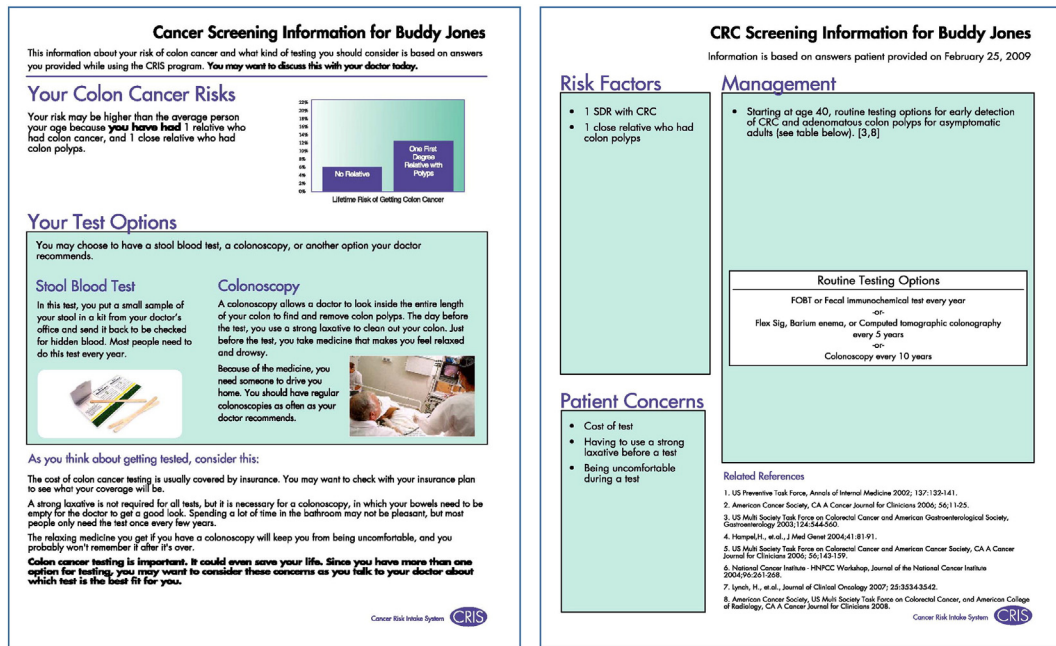 Cancer Screening Information for Buddy Jones
This information about your risk of colon cancer and what kind of testing you should consider is based on answers
you provided while using the CRIS program. You may want to discuss this with your doctor today.
Your Colon Cancer Risks
Your risk may be higher than the average person
your age because you have had 1 relative who
had colon cancer, and 1 close relative who had
colon polyps.
22%
20%
18%
16%
14%
12%
10%
8%
6%
4%
2%
0%
No Relative
One First
Degree
Relative with
Polyps
Lifetime Risk of Getting Colon Cancer
Your Test Options
You may choose to have a stool blood test, a colonoscopy, or another option your doctor
recommends.
Stool Blood Test
In this test, you put a small sample of
your stool in a kit from your doctor's
office and send it back to be checked
for hidden blood. Most people need to
do this test every year.
Colonoscopy
A colonoscopy allows a doctor to look inside the entire length
of your colon to find and remove colon polyps. The day before
the test, you use a strong laxative to clean out your colon. Just
before the test, you take medicine that makes you feel relaxed
and drowsy.
Because of the medicine, you
need someone to drive you
home. You should have regular
colonoscopies as often as your
doctor recommends.
As you think about getting tested, consider this:
The cost of colon cancer testing is usually covered by insurance. You may want to check with your insurance plan
to see what your coverage will be.
A strong laxative is not required for all tests, but it is necessary for a colonoscopy, in which your bowels need to be
empty for the doctor to get a good look. Spending a lot of time in the bathroom may not be pleasant, but most
people only need the test once every few years.
The relaxing medicine you get if you have a colonoscopy will keep you from being uncomfortable, and you
probably won't remember it after it's over.
Colon cancer testing is important. It could even save your life. Since you have more than one
option for testing, you may want to consider these concerns as you talk to your doctor about
which test is the best fit for you.
Cancer Risk Intake System CRIS
CRC Screening Information for Buddy Jones
Information is based on answers patient provided on February 25, 2009
Risk Factors
• 1 SDR with CRC
• 1 close relative who had
colon polyps
Management
• Starting at age 40, routine testing options for early detection
of CRC and adenomatous colon polyps for asymptomatic
adults (see table below). [3,8]
Routine Testing Options
FOBT or Fecal Immunochemical test every year
-or-
Flex Sig, Barium enema, or Computed tomographic colonography
every 5 years
-or-
Colonoscopy every 10 years
Patient Concerns
• Cost of test
• Having to use a strong
laxative before a test
• Being uncomfortable
during a test
Related References
1. US Preventive Task Force, Annals of Internal Medicine 2002; 137:132-141.
2. American Cancer Society, CA A Cancer Journal for Clinicians 2006; 56;11-25.
3. US Multi Society Task Force on Colorectal Cancer and American Gastroenterological Society,
Gastroenterology 2003;124:544-560.
4. Hampel,H., et.al., J Med Genet 2004;41:81-91.
5. US Multi Society Task Force on Colorectal Cancer and American Cancer Society, CA A Cancer
Journal for Clinicians 2006; 56;143-159.
6. National Cancer Institute - HNPCC Workshop, Journal of the National Cancer Institute
2004;96:261-268.
7. Lynch, H., et.al., Journal of Clinical Oncology 2007; 25:3534-3542.
8. American Cancer Society, US Multi Society Task Force on Colorectal Cancer, and American College
of Radiology, CA A Cancer Journal for Clinicians 2008.
Cancer Risk Intake System CRIS